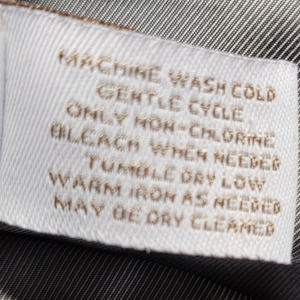 MACHINE WASH COLD
GENTLE CYCLE
ONLY NON-CHLORINE
BLEACH WHEN NEEDED
TUMBLE DRY LOW
WARM IRON AS NEEDED
MAY BE DRY CLEANED